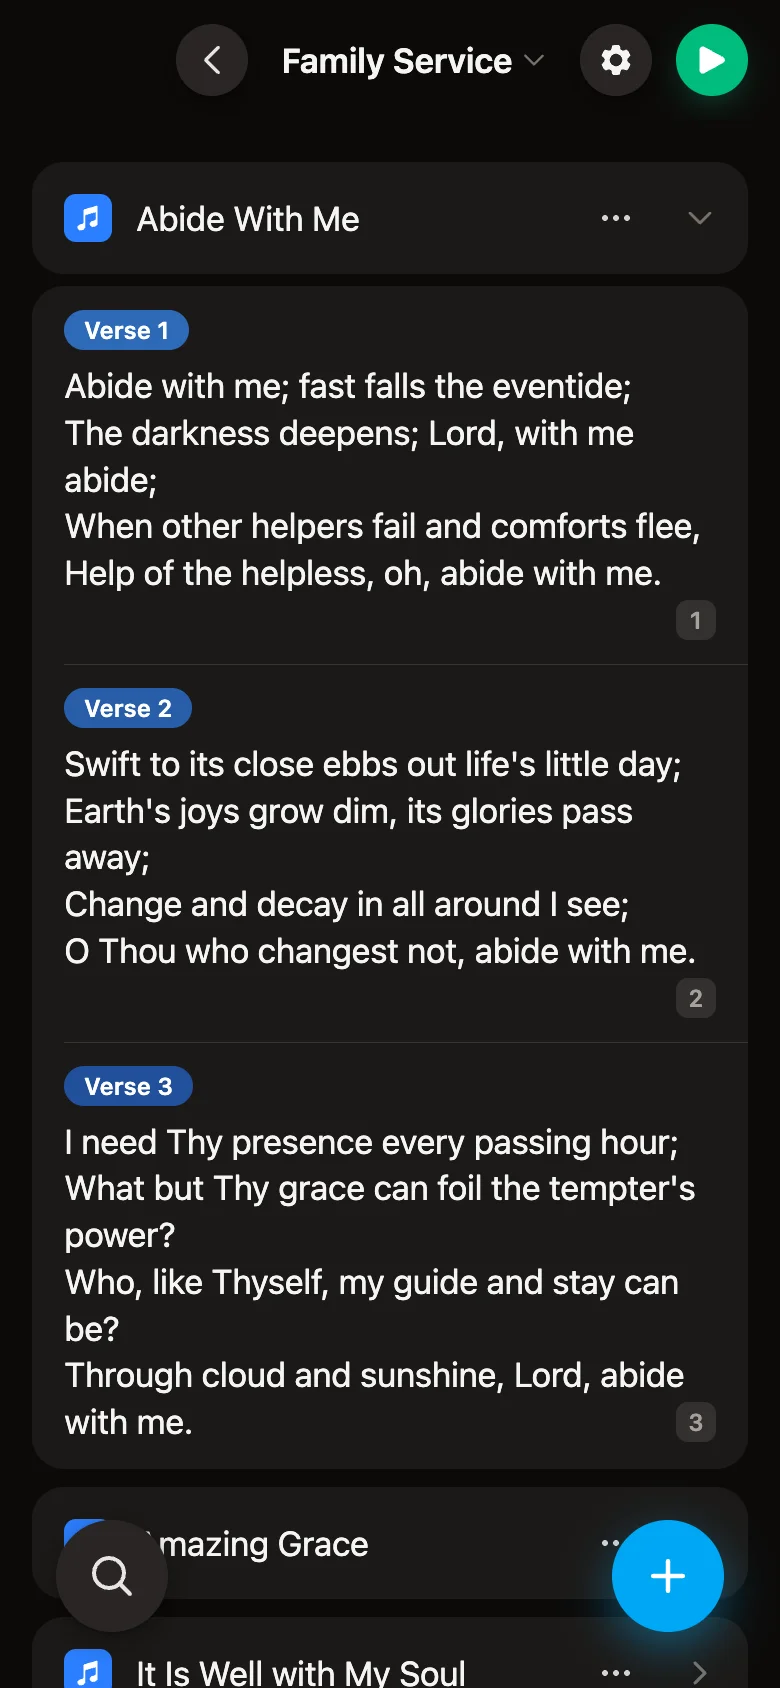 Family Service
Abide With Me
Verse 1
Abide with me; fast falls the eventide;
The darkness deepens; Lord, with me
abide;
When other helpers fail and comforts flee,
Help of the helpless, oh, abide with me.
1
Verse 2
Swift to its close ebbs out life's little day;
Earth's joys grow dim, its glories pass
away;
Change and decay in all around I see;
O Thou who changest not, abide with me.
2
Verse 3
I need Thy presence every passing hour;
What but Thy grace can foil the tempter's
power?
Who, like Thyself, my guide and stay can
be?
Through cloud and sunshine, Lord, abide
with me.
3
Amazing Grace
It Is Well with My Soul